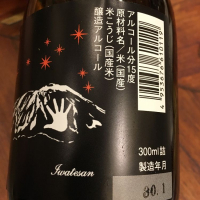 アルコール分15度
原材料名/米(国産)
米こうじ(国産米)
醸造アルコール
300ml詰
製造年月
30.1
Iwatesan